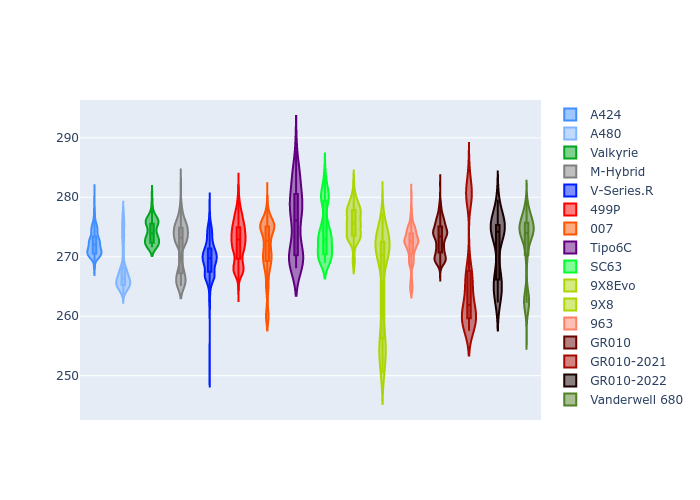 290
280
270
260
250
A424
A480
Valkyrie
M-Hybrid
V-Series.R
499P
007
Tipo6C
SC63
9X8Evo
9X8
963
GR010
GR010-2021
GR010-2022
Vanderwell 680